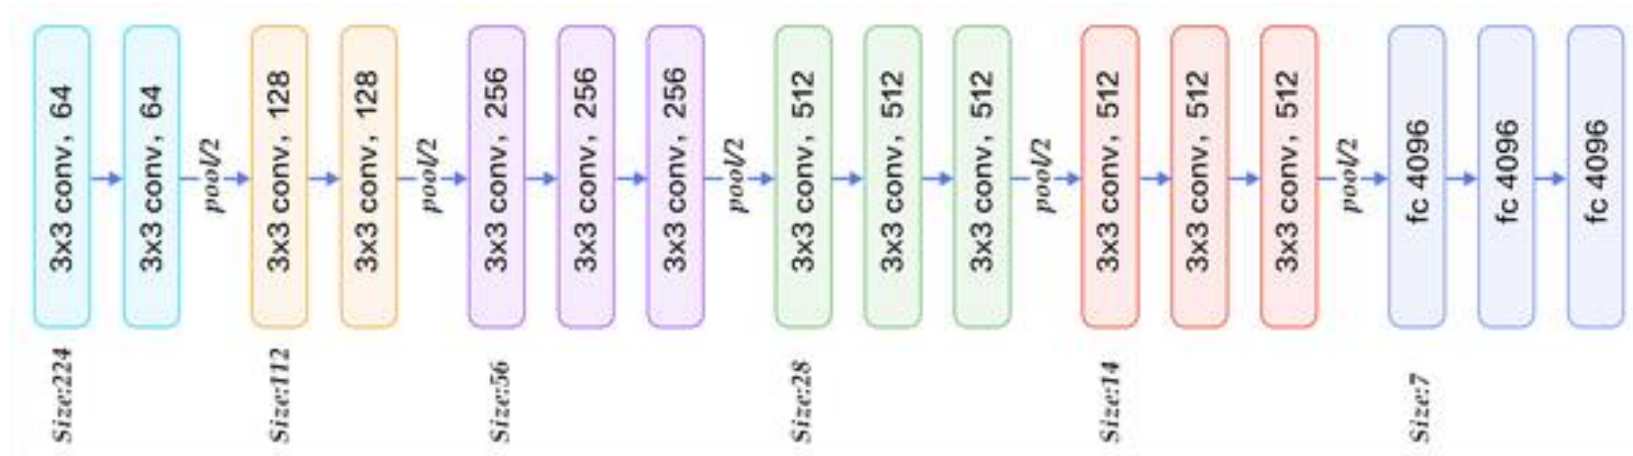 3x3 conv, 64
3x3 conv, 64
pool/2
3x3 conv, 128
3x3 conv, 128
pool/2
3x3 conv, 256
3x3 conv, 256
3x3 conv, 256
pool/2
3x3 conv, 512
3x3 conv, 512
3x3 conv, 512
pool/2
3x3 conv, 512
3x3 conv, 512
3x3 conv, 512
pool/2
fc 4096
fc 4096
fc 4096
Size:224
Size:112
Size:56
Size:28
Size:14
Size:7